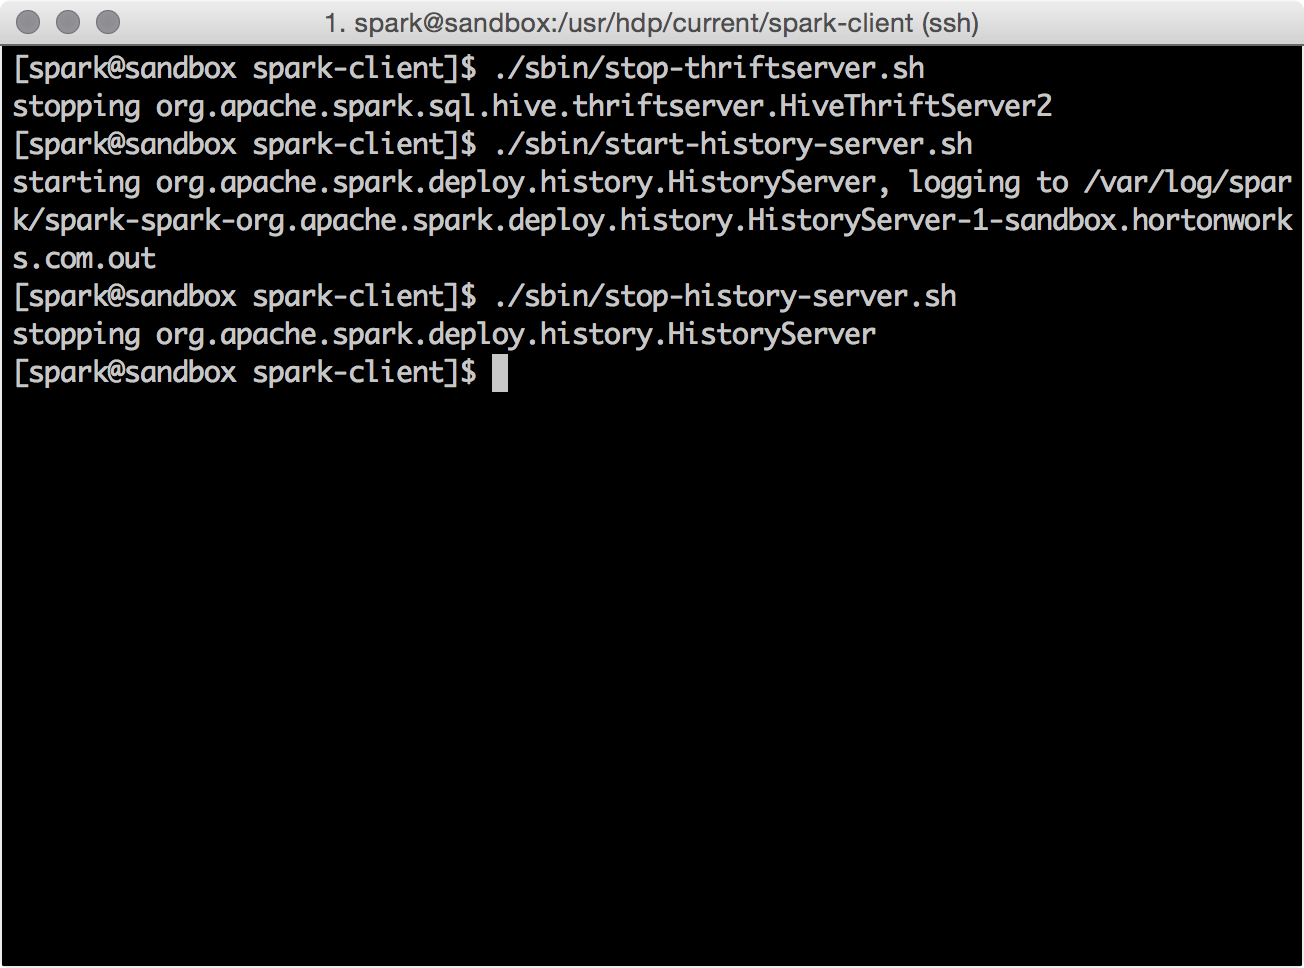 1. spark@sandbox:/usr/hdp/current/spark-client (ssh)
[spark@sandbox spark-client]$ ./sbin/stop-thriftserver.sh
stopping org.apache.spark.sql.hive.thriftserver.HiveThriftServer2
[spark@sandbox spark-client]$ ./sbin/start-history-server.sh
starting org.apache.spark.deploy.history.HistoryServer, logging to /var/log/spar
k/spark-spark-org.apache.spark.deploy.history.HistoryServer-1-sandbox.hortonwork
s.com.out
[spark@sandbox spark-client]$ ./sbin/stop-history-server.sh
stopping org.apache.spark.deploy.history.HistoryServer
[spark@sandbox spark-client]$